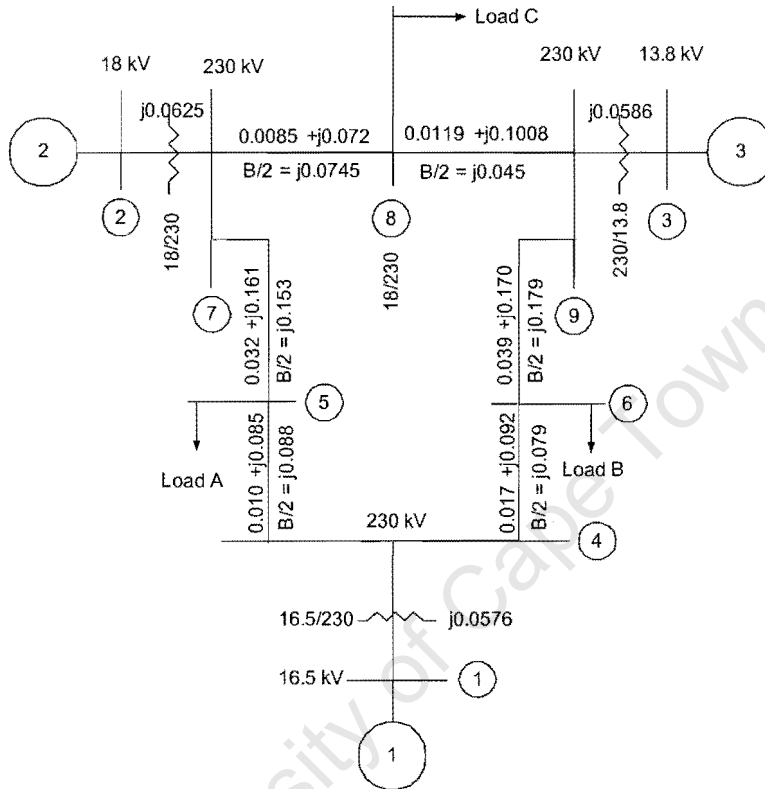 Load C
18 kV
230 kV
230 kV
13.8 kV
j0.0625
j0.0586
0.0085 +j0.072
0.0119 +j0.1008
2
3
B/2 = j0.0745
B/2 = j0.045
2
8
3
18/230
18/230
230/13.8
7
9
0.032 +j0.161
B/2 = j0.153
0.039 +j0.170
B/2 = j0.179
5
6
Load A
Load B
0.010 +j0.085
B/2 = j0.088
0.017 +j0.092
B/2 = j0.079
230 kV
4
16.5/230
j0.0576
16.5 kV
1
1
sity of Cape Town